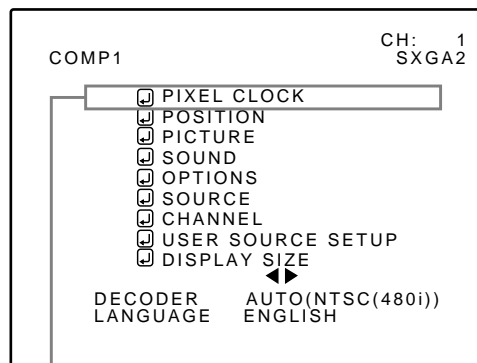 CH: 1
COMP1 SXGA2
PIXEL CLOCK
POSITION
PICTURE
SOUND
OPTIONS
SOURCE
CHANNEL
USER SOURCE SETUP
DISPLAY SIZE
DECODER AUTO(NTSC(480i))
LANGUAGE ENGLISH